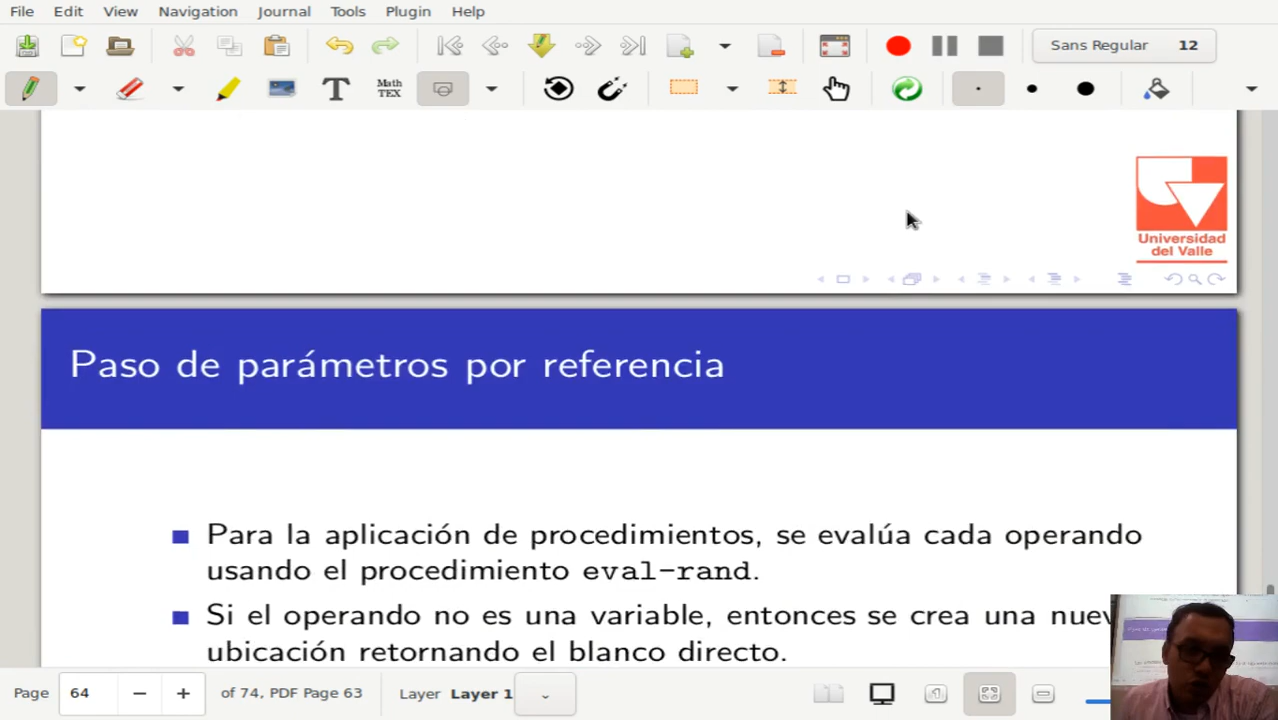 File Edit View Navigation Journal Tools Plugin Help
Sans Regular 12
T Math TEX
Universidad
del Valle
Paso de parámetros por referencia
Para la aplicación de procedimientos, se evalúa cada operando
usando el procedimiento eval-rand.
Si el operando no es una variable, entonces se crea una
ubicación retornando el blanco directo.
Page 64 of 74, PDF Page 63 Layer Layer 1